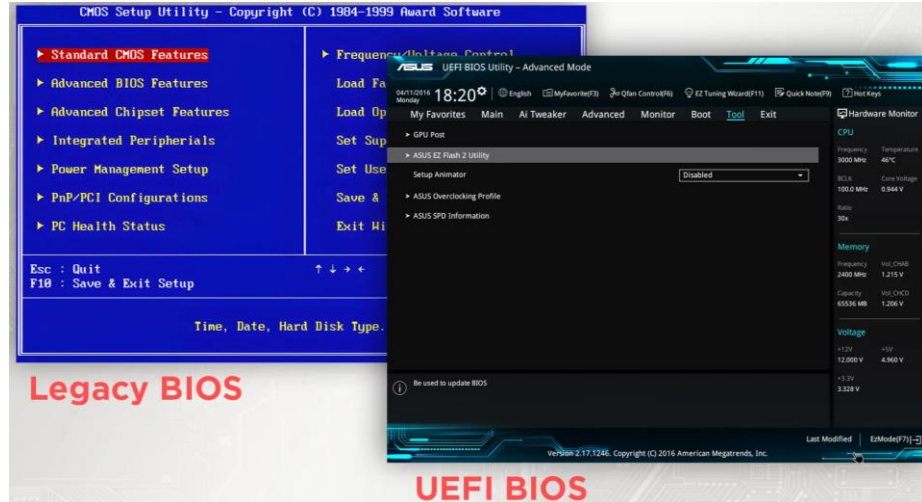 CMOS Setup Utility - Copyright (C) 1984-1999 Award Software
Standard CMOS Features
Advanced BIOS Features
Advanced Chipset Features
Integrated Peripherals
Power Management Setup
PnP/PCI Configurations
PC Health Status
Frequency/Voltage Control
Load Fa
Load Op
Set Sup
Set Use
Save &
Exit Wi
Esc : Quit
F10 : Save & Exit Setup
↑ ↓ → ←
Time, Date, Hard Disk Type.
Legacy BIOS
ASUS UEFI BIOS Utility – Advanced Mode
04/11/2016
Monday
18:20
English MyFavorite(F3) Qfan Control(F6) EZ Tuning Wizard(F11) Quick Note(F9) Hot Keys
My Favorites Main Ai Tweaker Advanced Monitor Boot Tool Exit
GPU Post
ASUS EZ Flash 2 Utility
Setup Animator Disabled
ASUS Overclocking Profile
ASUS SPD Information
Be used to update BIOS
Hardware Monitor
CPU
Frequency Temperature
3000 MHz 46°C
BCLK Core Voltage
100.0 MHz 0.944 V
Ratio
30x
Memory
Frequency Vol_CHAB
2400 MHz 1.215 V
Capacity Vol_CHCD
65536 MB 1.206 V
Voltage
+12V +5V
12.000 V 4.960 V
+3.3V
3.328 V
Last Modified EzMode(F7)
Version 2.17.1246. Copyright (C) 2016 American Megatrends, Inc.
UEFI BIOS